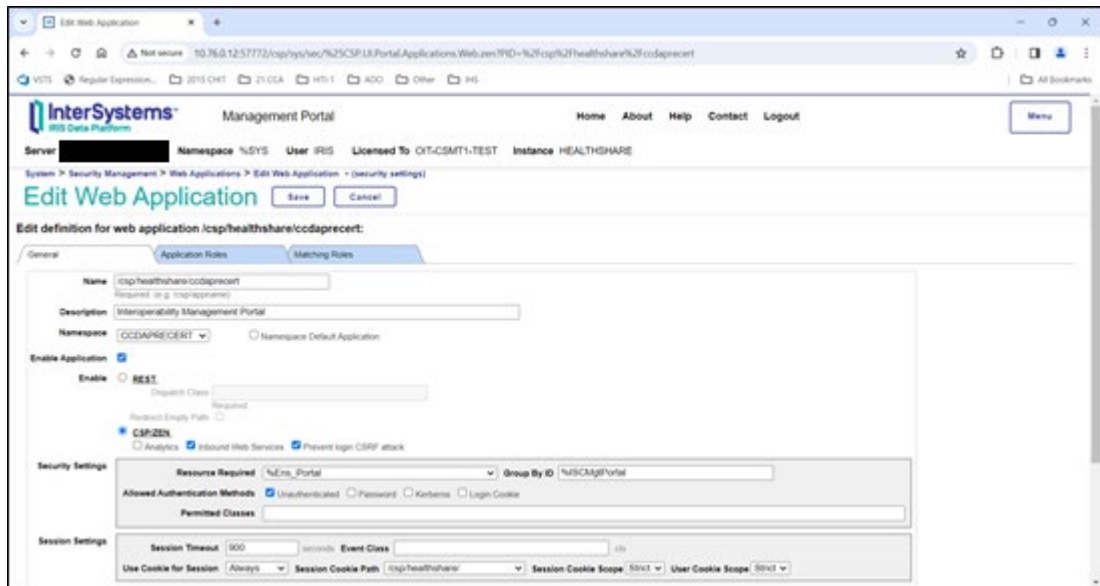 Edit Web Application
Not secure 10.76.0.12:57772/csp/sys/sec/%25CSP.UI.Portal.Applications.Web.zen?PID=%2Fcsp%2Fhealthshare%2Fccdaprecert
VSTS Regular Expression... 2015 CHIT 21 CCA HTI-1 ADO Other IHS All Bookmarks
InterSystems Management Portal Home About Help Contact Logout Menu
IRIS Data Platform
Server Namespace %SYS User IRIS Licensed To OIT-CSMT1-TEST Instance HEALTHSHARE
System > Security Management > Web Applications > Edit Web Application - (security settings)
Edit Web Application Save Cancel
Edit definition for web application /csp/healthshare/ccdaprecert:
General Application Roles Matching Roles
Name /csp/healthshare/ccdaprecert
Required. (e.g. /csp/appname)
Description Interoperability Management Portal
Namespace CCDAPRECERT Namespace Default Application
Enable Application
Enable REST
Dispatch Class
Required
Redirect Empty Path
CSP/ZEN
Analytics Inbound Web Services Prevent login CSRF attack
Security Settings
Resource Required %Ens_Portal Group By ID %ISCMgtPortal
Allowed Authentication Methods Unauthenticated Password Kerberos Login Cookie
Permitted Classes
Session Settings
Session Timeout 900 seconds Event Class .cls
Use Cookie for Session Always Session Cookie Path /csp/healthshare/ Session Cookie Scope Strict User Cookie Scope Strict